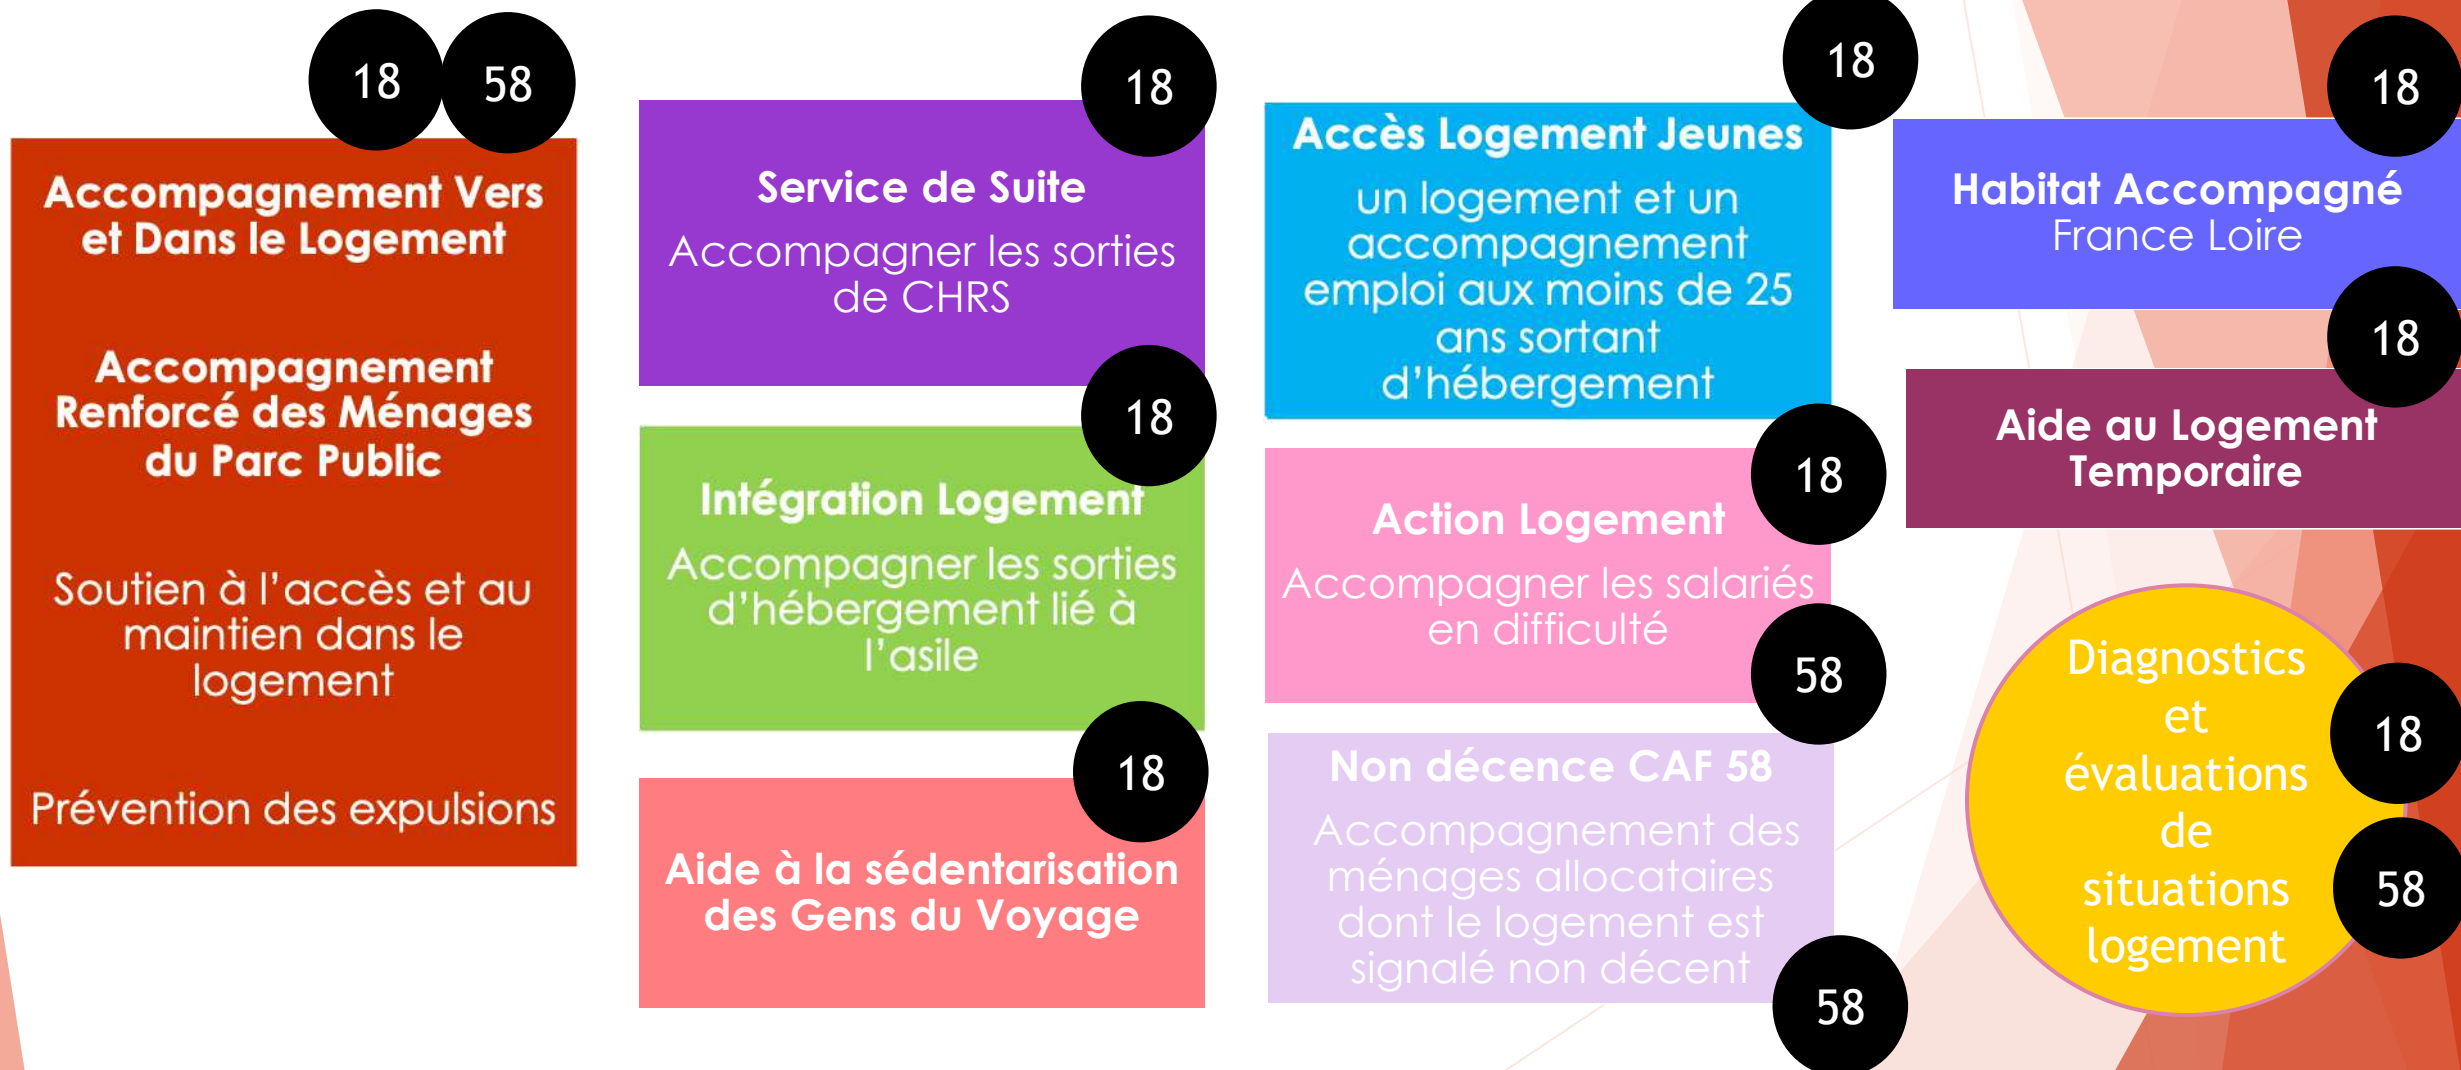 18
58
Accompagnement Vers
et Dans le Logement
Accompagnement
Renforcé des Ménages
du Parc Public
Soutien à l'accès et au
maintien dans le
logement
Prévention des expulsions
18
Service de Suite
Accompagner les sorties
de CHRS
18
Intégration Logement
Accompagner les sorties
d'hébergement lié à
l'asile
18
Aide à la sédentarisation
des Gens du Voyage
18
Accès Logement Jeunes
un logement et un
accompagnement
emploi aux moins de 25
ans sortant
d'hébergement
18
Action Logement
Accompagner les salariés
en difficulté
58
Non décence CAF 58
Accompagnement des
ménages allocataires
dont le logement est
signalé non décent
58
18
Habitat Accompagné
France Loire
18
Aide au Logement
Temporaire
Diagnostics
et
évaluations
de
situations
logement
18
58